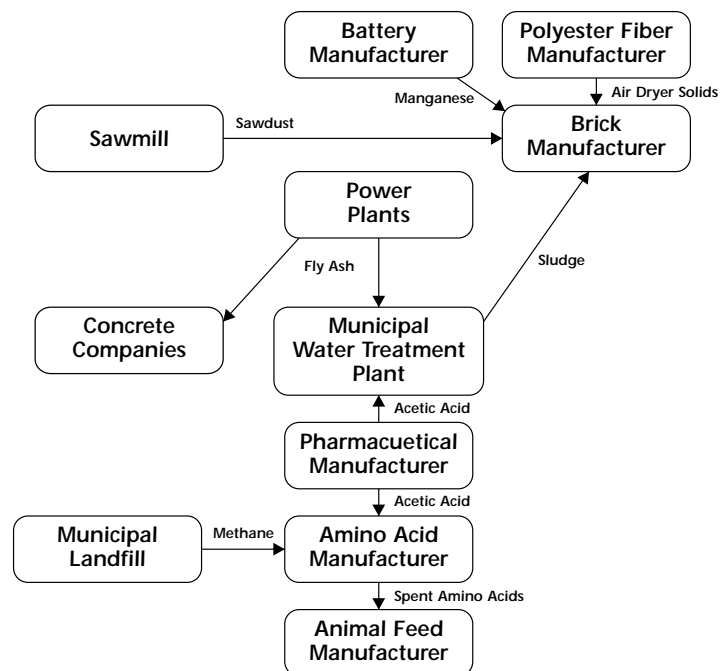 Battery
Manufacturer
Polyester Fiber
Manufacturer
Manganese
Air Dryer Solids
Sawmill
Sawdust
Brick
Manufacturer
Power
Plants
Fly Ash
Sludge
Concrete
Companies
Municipal
Water Treatment
Plant
Acetic Acid
Pharmacuetical
Manufacturer
Acetic Acid
Municipal
Landfill
Methane
Amino Acid
Manufacturer
Spent Amino Acids
Animal Feed
Manufacturer